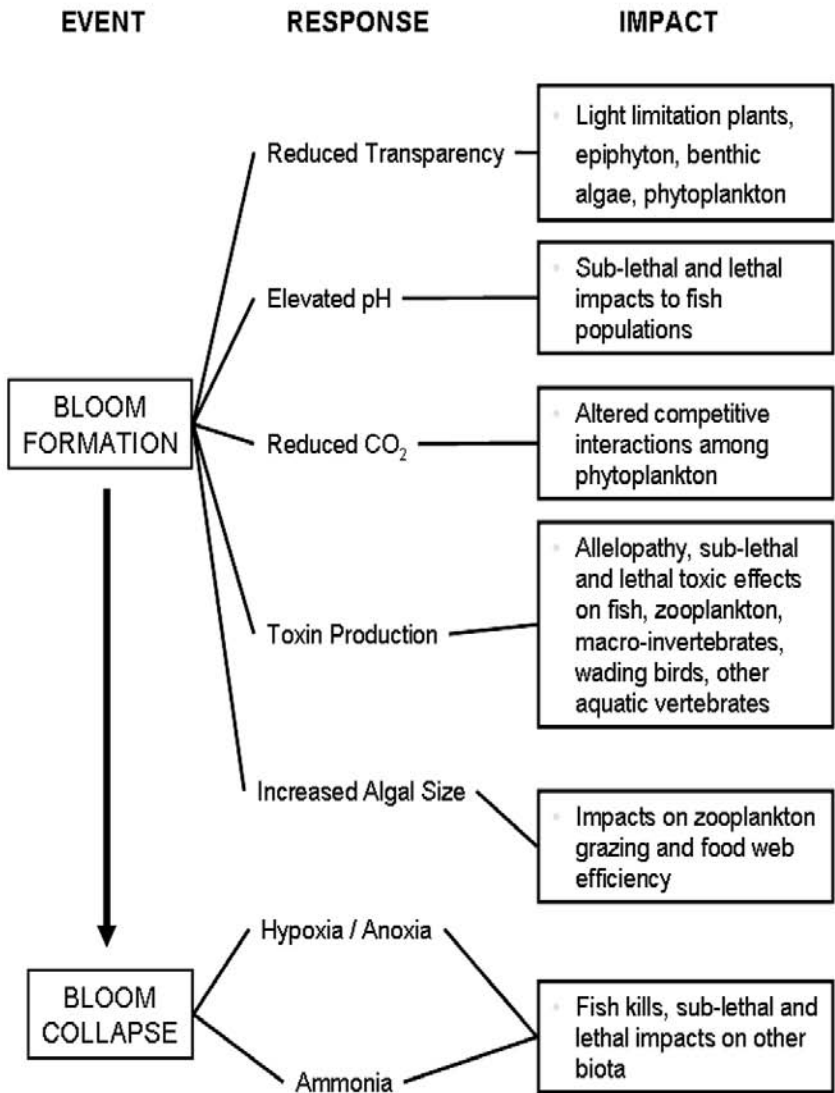 EVENT RESPONSE IMPACT
Reduced Transparency
• Light limitation plants,
epiphyton, benthic
algae, phytoplankton
Elevated pH
• Sub-lethal and lethal
impacts to fish
populations
BLOOM
FORMATION
Reduced CO₂
• Altered competitive
interactions among
phytoplankton
Toxin Production
• Allelopathy, sub-lethal
and lethal toxic effects
on fish, zooplankton,
macro-invertebrates,
wading birds, other
aquatic vertebrates
Increased Algal Size
• Impacts on zooplankton
grazing and food web
efficiency
BLOOM
COLLAPSE
Hypoxia / Anoxia
Ammonia
• Fish kills, sub-lethal and
lethal impacts on other
biota